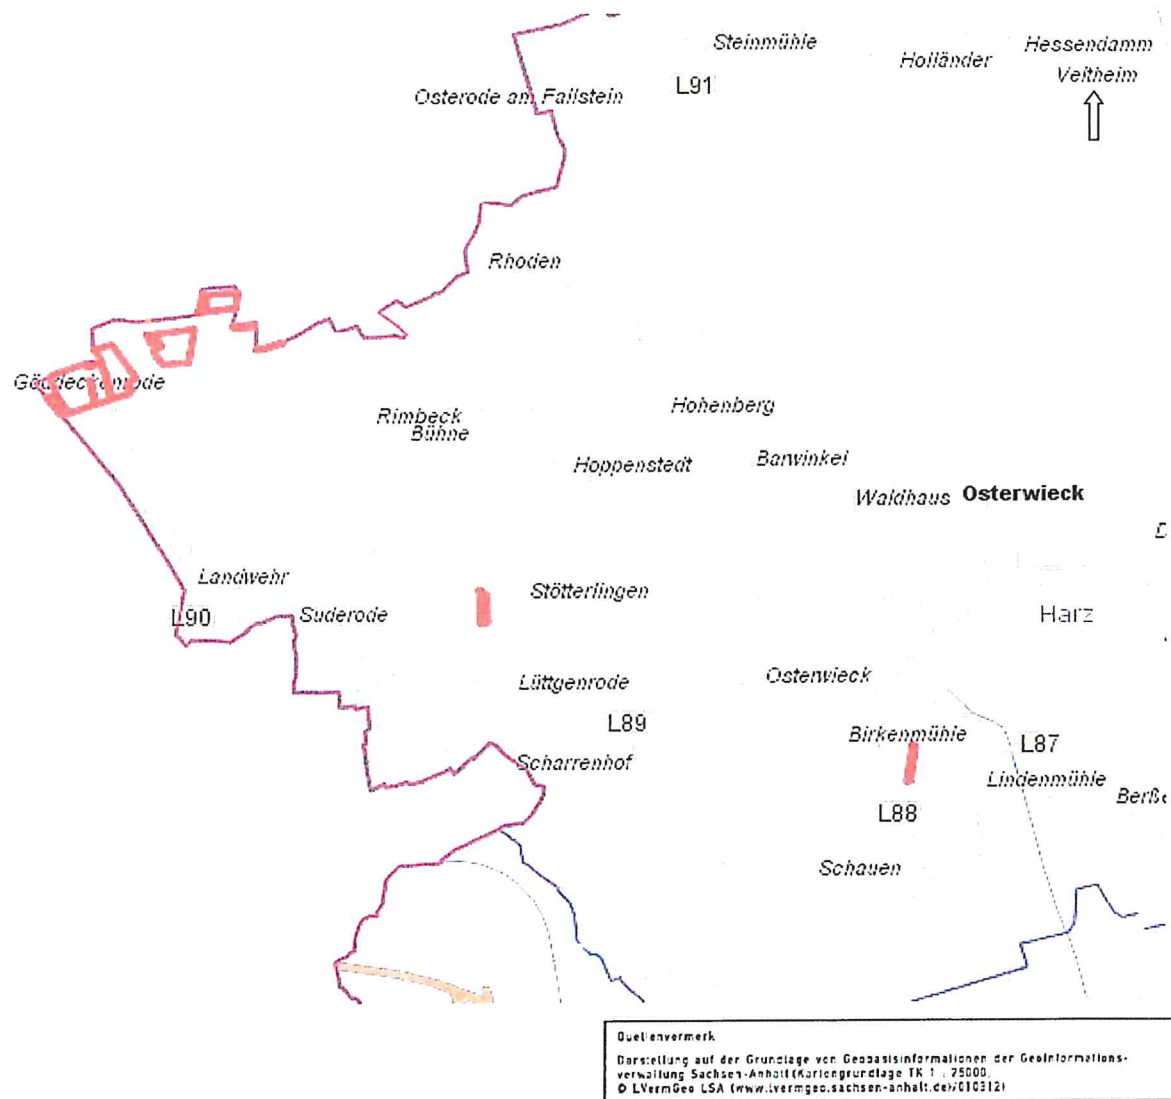 Steinmühle
Holländer
Hessendamm
Veltheim
Osterode am Fallstein
L91
Rhoden
Göddeckenrode
Rimbeck
Bühne
Hohenberg
Hoppenstedt
Barwinkel
Waldhaus
Osterwieck
Landwehr
L90
Suderode
Stötterlingen
Harz
Lüttgenrode
Osterwieck
L89
Scharrenhof
Birkenmühle
L87
Lindenmühle
L88
Schauen
Quellenvermerk
Darstellung auf der Grundlage von Geobasisinformationen der Geoinformations-
verwaltung Sachsen-Anhalt (Kartengrundlage TK 1 : 25000,
© LVermGeo LSA (www.lvermgeo.sachsen-anhalt.de)/010312)